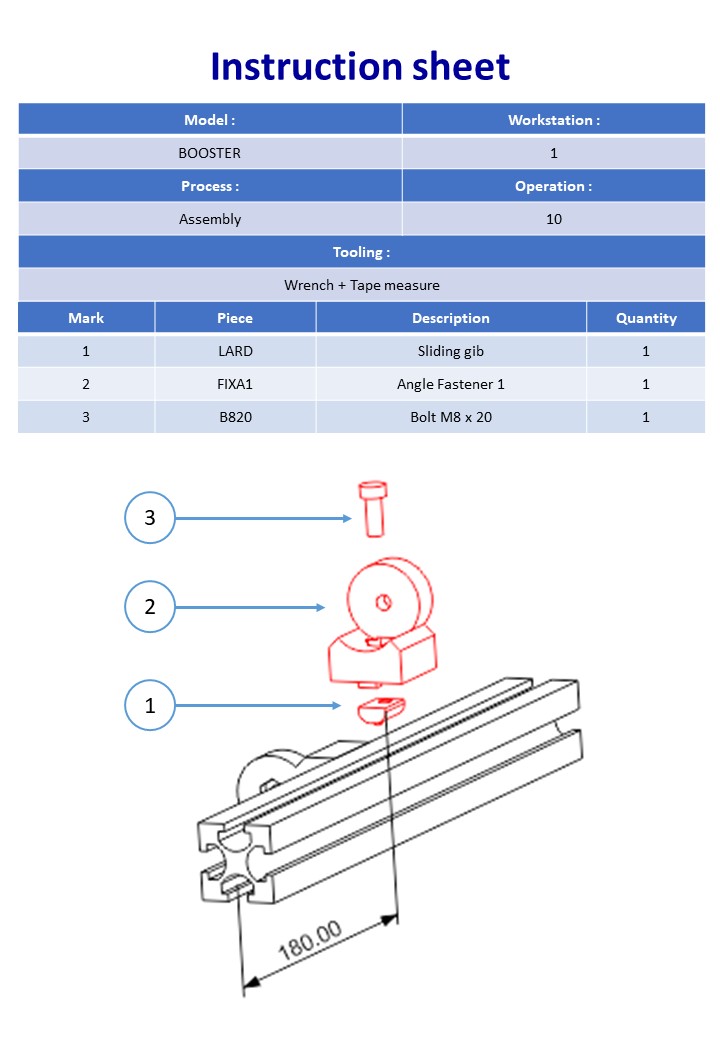 Instruction sheet
Model : Workstation :
BOOSTER 1
Process : Operation :
Assembly 10
Tooling :
Wrench + Tape measure
Mark Piece Description Quantity
1 LARD Sliding gib 1
2 FIXA1 Angle Fastener 1 1
3 B820 Bolt M8 x 20 1
3
2
1
180.00